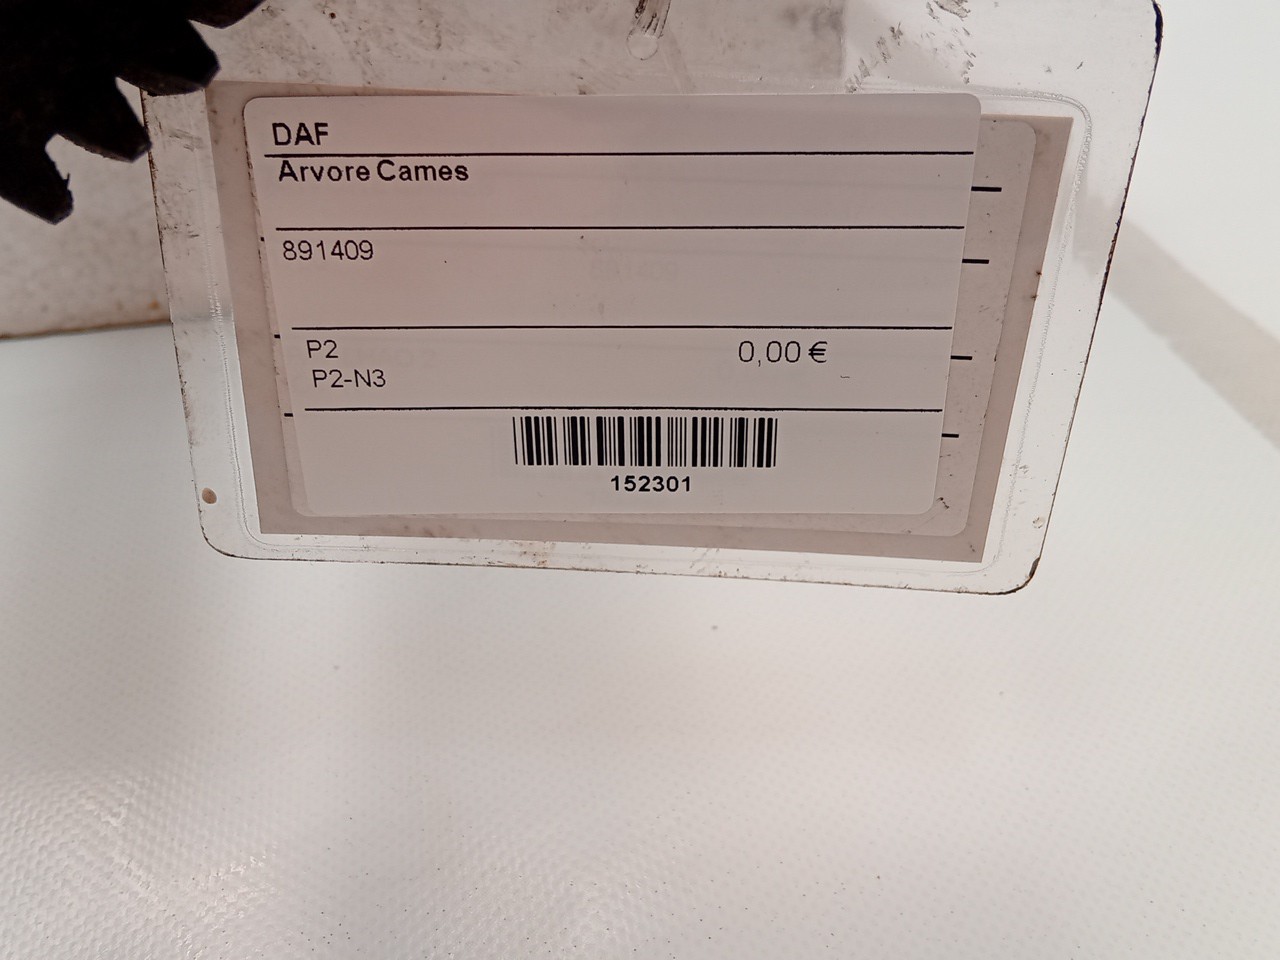 DAF
Arvore Cames
891409
P2
0,00 €
P2-N3
152301